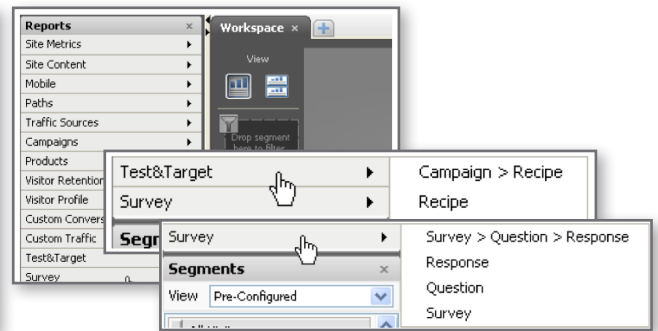 Reports ×
Site Metrics
Site Content
Mobile
Paths
Traffic Sources
Campaigns
Products
Visitor Retention
Visitor Profile
Custom Convers
Custom Traffic
Test&Target
Survey
Workspace ×
View
Drop segment
here to filter
Test&Target
Survey
Segr
Campaign > Recipe
Recipe
Survey
Segments ×
View Pre-Configured
Survey > Question > Response
Response
Question
Survey